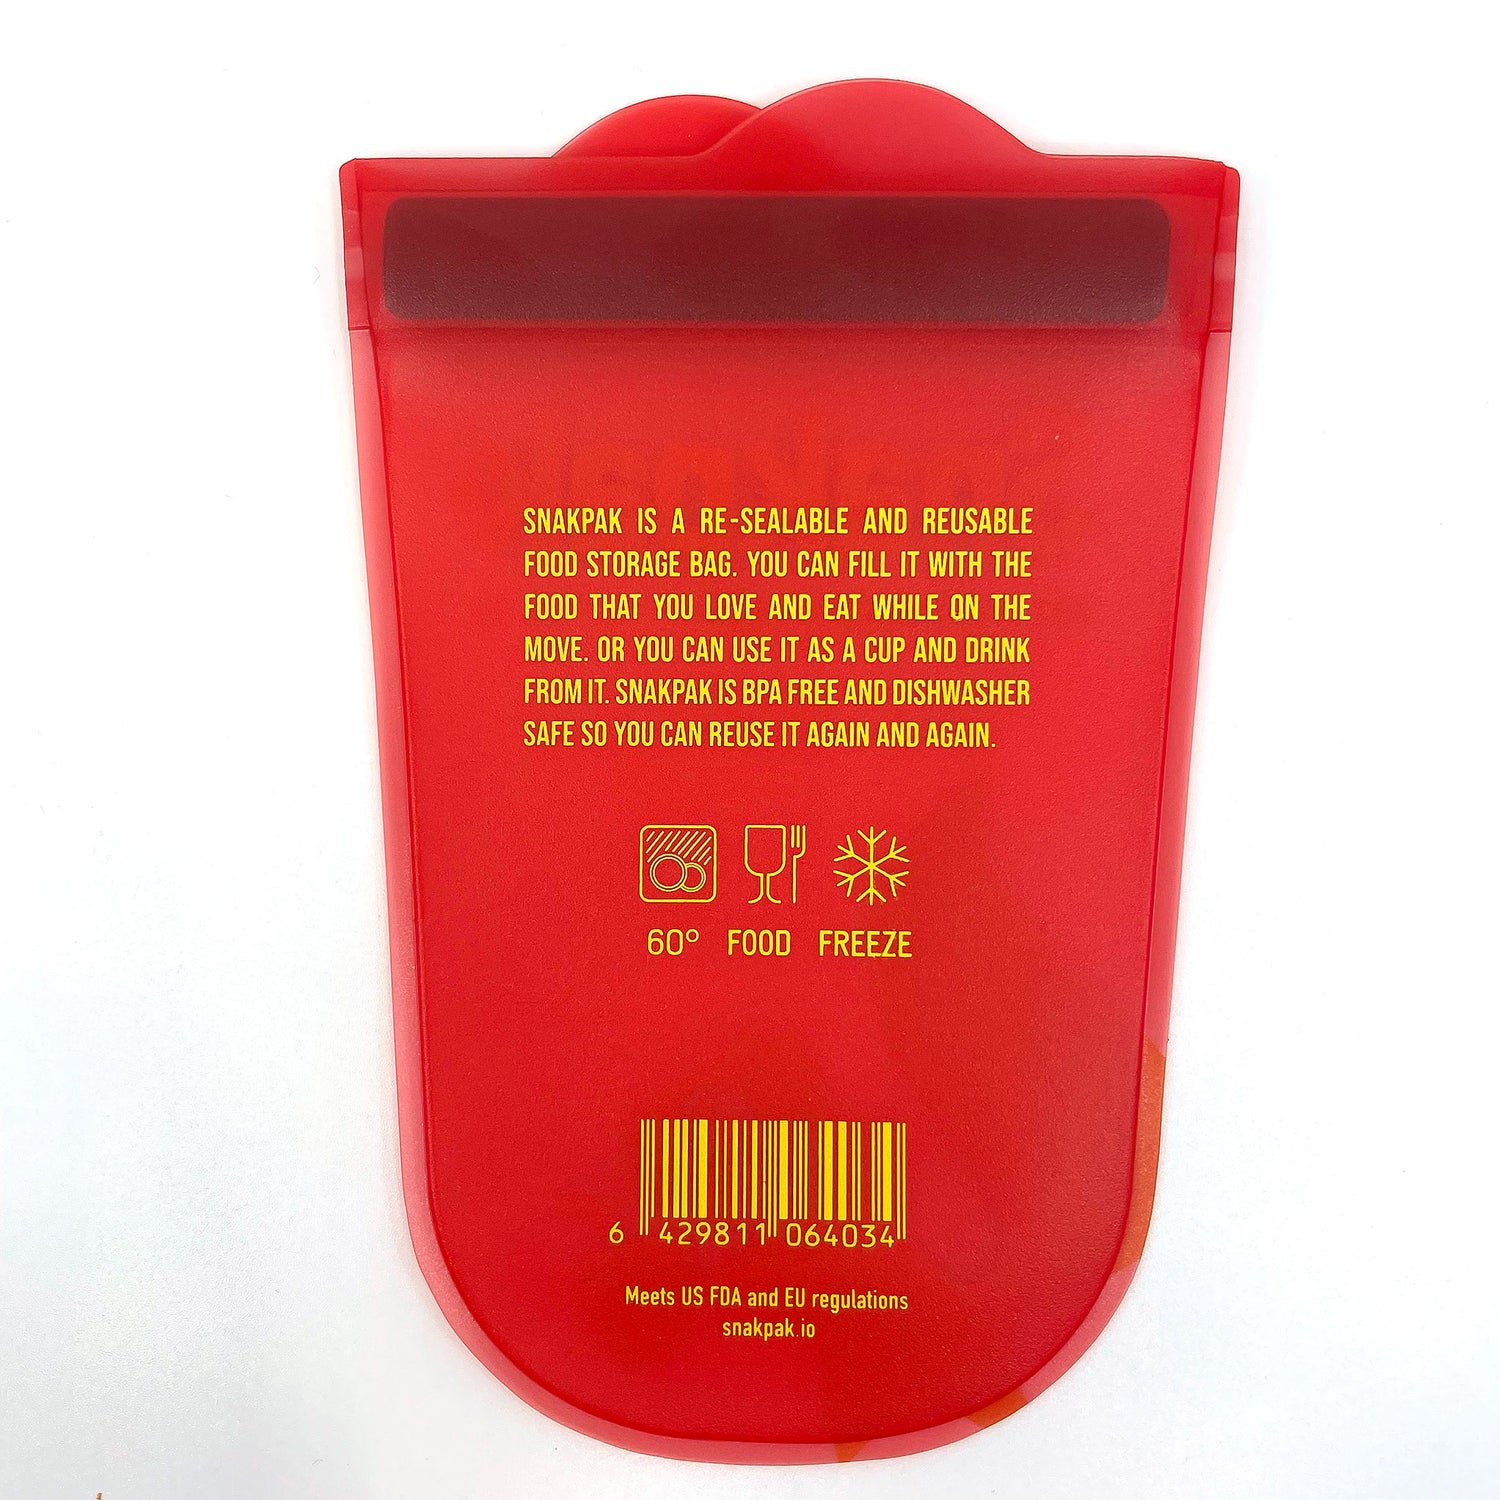 SNAKPAK IS A RE-SEALABLE AND REUSABLE
FOOD STORAGE BAG. YOU CAN FILL IT WITH THE
FOOD THAT YOU LOVE AND EAT WHILE ON THE
MOVE. OR YOU CAN USE IT AS A CUP AND DRINK
FROM IT. SNAKPAK IS BPA FREE AND DISHWASHER
SAFE SO YOU CAN REUSE IT AGAIN AND AGAIN.
60° FOOD FREEZE
6 429811 064034
Meets US FDA and EU regulations
snakpak.io